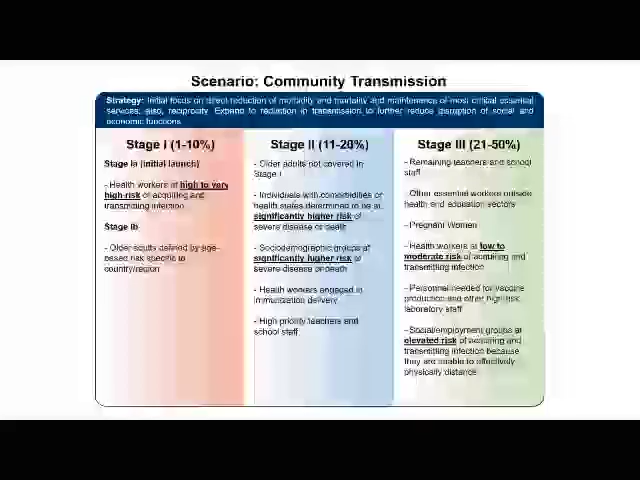 Scenario: Community Transmission
Strategy: Initial focus on direct reduction of morbidity and mortality and maintenance of most critical essential
services; also, reciprocity. Expand to reduction in transmission to further reduce disruption of social and
economic functions
Stage I (1-10%)
Stage Ia (initial launch)
- Health workers at high to very
high risk of acquiring and
transmitting infection
Stage Ib
- Older adults defined by age-
based risk specific to
country/region
Stage II (11-20%)
- Older adults not covered in
Stage I
- Individuals with comorbidities or
health states determined to be at
significantly higher risk of
severe disease or death
- Sociodemographic groups at
significantly higher risk of
severe disease or death
- Health workers engaged in
immunization delivery
- High priority teachers and
school staff
Stage III (21-50%)
- Remaining teachers and school
staff
- Other essential workers outside
health and education sectors
- Pregnant Women
- Health workers at low to
moderate risk of acquiring and
transmitting infection
- Personnel needed for vaccine
production and other high-risk
laboratory staff
- Social/employment groups at
elevated risk of acquiring and
transmitting infection because
they are unable to effectively
physically distance